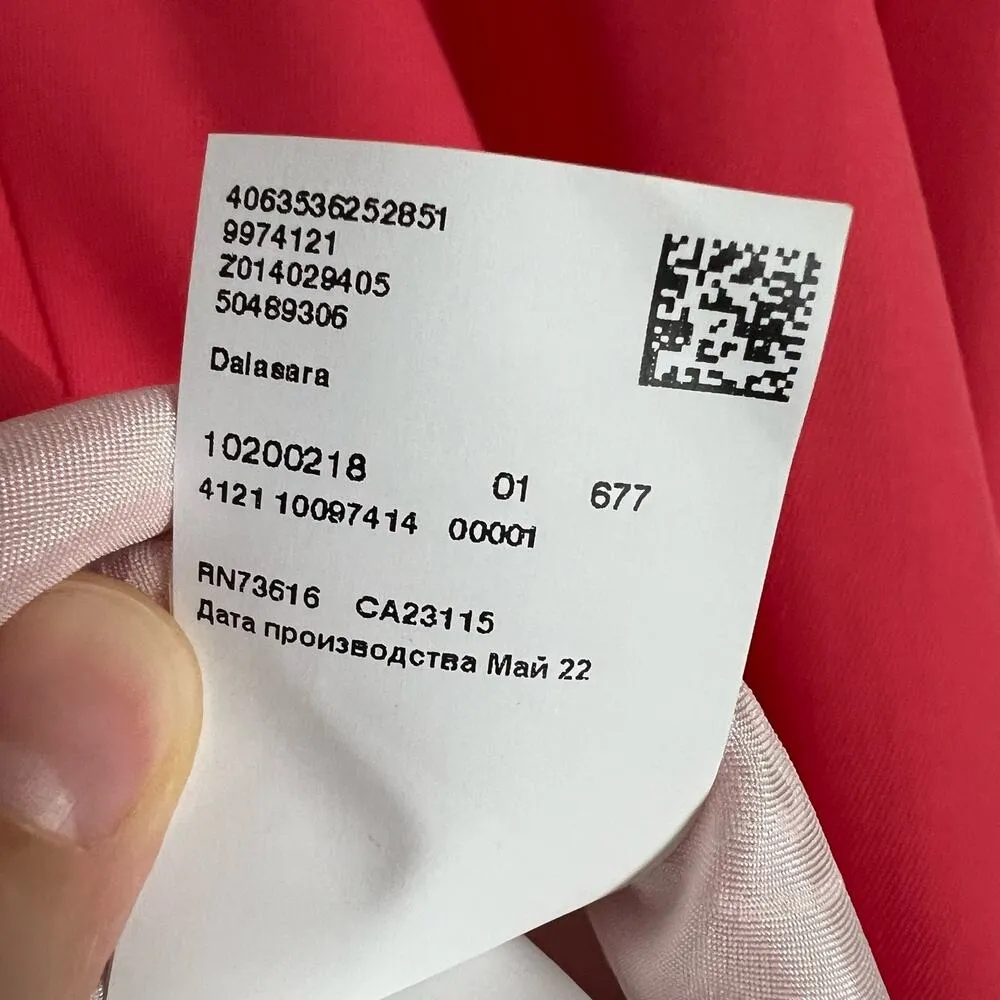 4063536252851
9974121
Z014029405
50489306
Dalasara
10200218 01 677
4121 10097414 00001
RN73616 CA23115
Дата производства Май 22